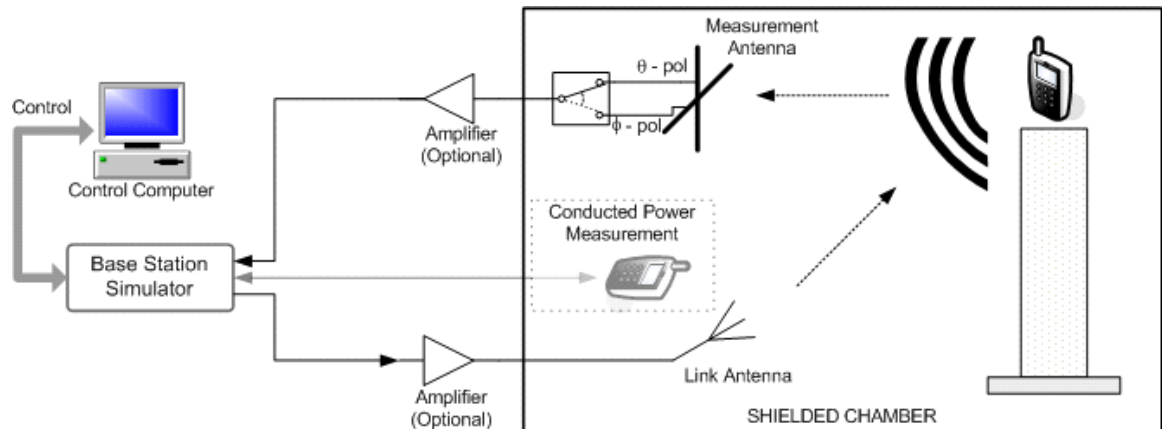 Measurement
Antenna
θ - pol
ϕ - pol
Amplifier
(Optional)
Control
Control Computer
Conducted Power
Measurement
Base Station
Simulator
Link Antenna
Amplifier
(Optional)
SHIELDED CHAMBER